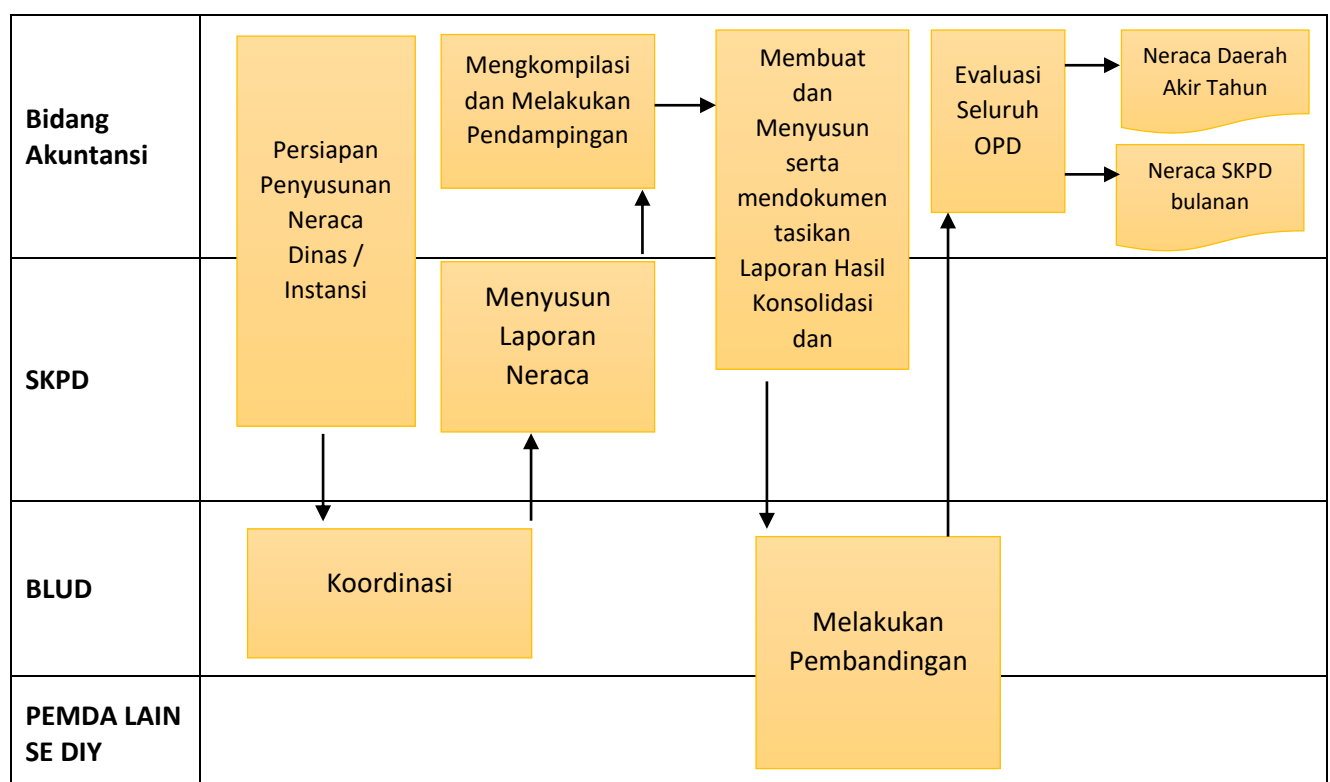 Bidang
Akuntansi
Persiapan
Penyusunan
Neraca
Dinas /
Instansi
Mengkompilasi
dan Melakukan
Pendampingan
Membuat
dan
Menyusun
serta
mendokumen
tasikan
Laporan Hasil
Konsolidasi
dan
Evaluasi
Seluruh
OPD
Neraca Daerah
Akir Tahun
Neraca SKPD
bulanan
SKPD
Menyusun
Laporan
Neraca
BLUD
Koordinasi
Melakukan
Pembandingan
PEMDA LAIN
SE DIY